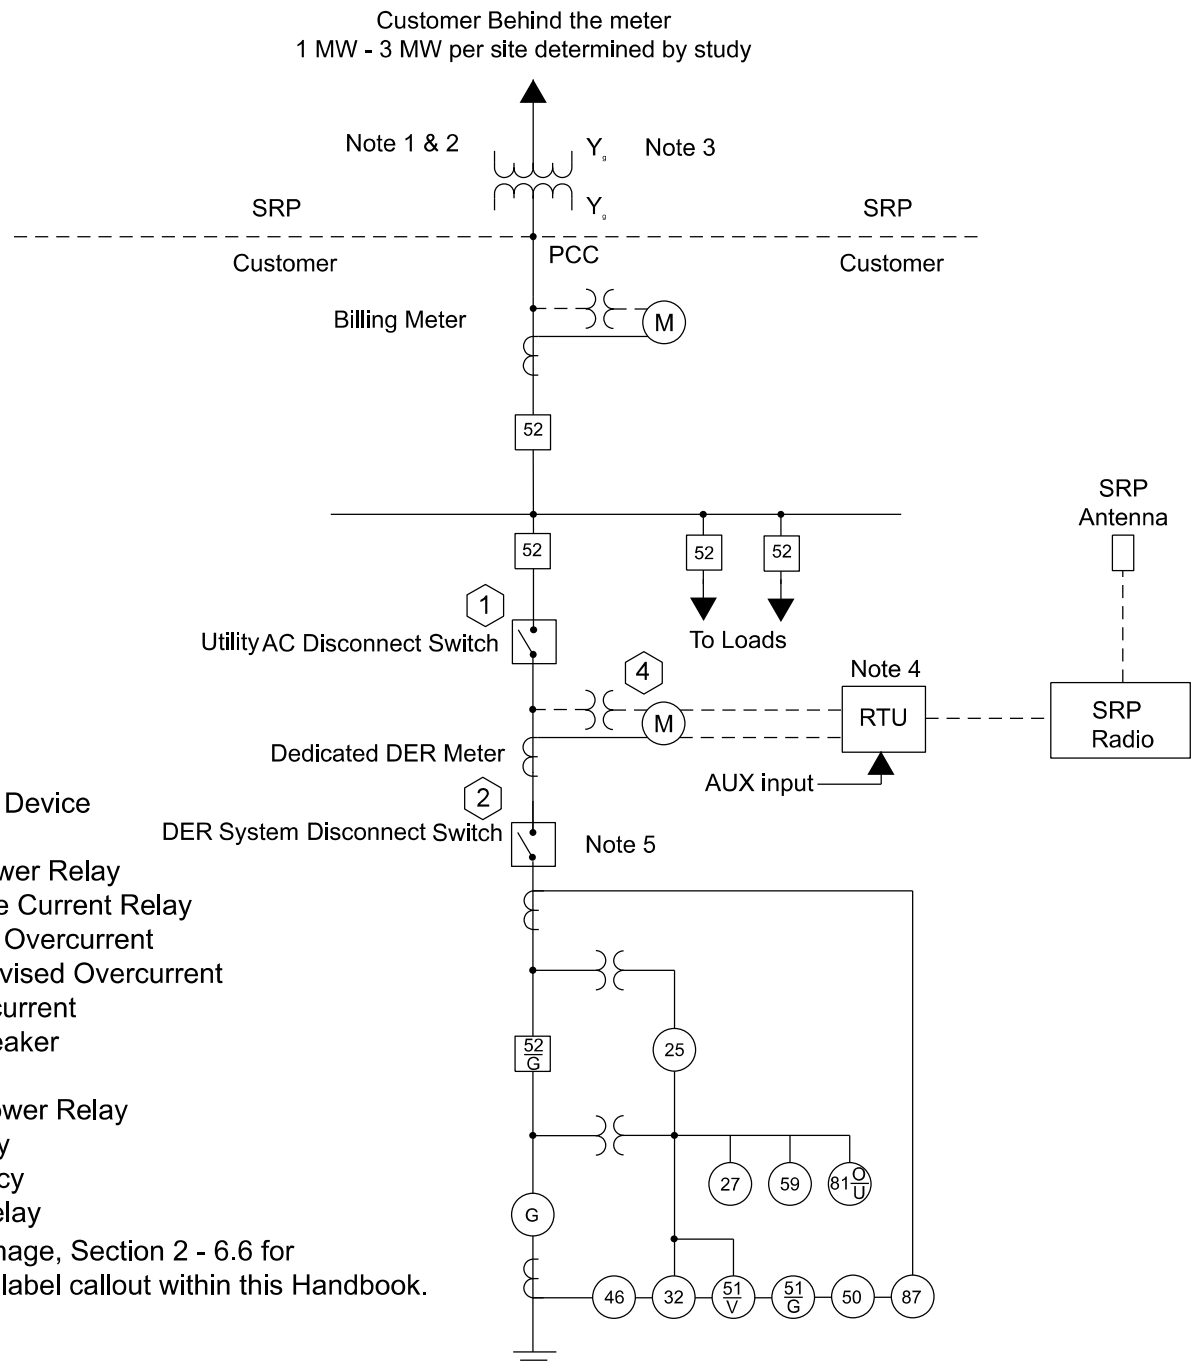 Customer Behind the meter
1 MW - 3 MW per site determined by study
Note 1 & 2
Yg
Note 3
Yg
SRP
SRP
PCC
Customer
Customer
Billing Meter
M
52
52
52
52
SRP
Antenna
1
Utility AC Disconnect Switch
To Loads
4
Note 4
M
RTU
SRP
Radio
Dedicated DER Meter
AUX input
2
DER System Disconnect Switch
Note 5
Device
wer Relay
e Current Relay
Overcurrent
vised Overcurrent
current
eaker
ower Relay
y
cy
elay
nage, Section 2 - 6.6 for
label callout within this Handbook.
52
G
25
27
59
81 O
U
G
46
32
51
V
51
G
50
87